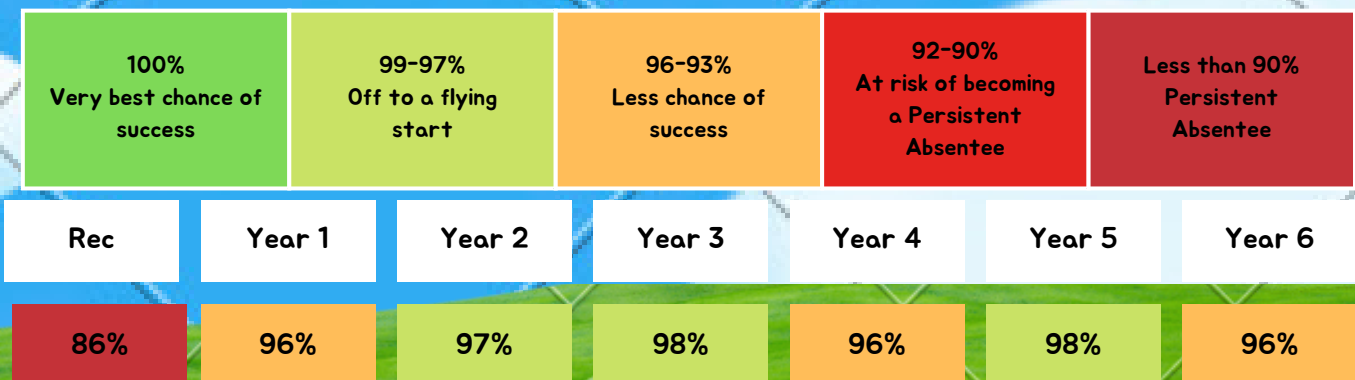 100%
Very best chance of
success
99-97%
Off to a flying
start
96-93%
Less chance of
success
92-90%
At risk of becoming
a Persistent
Absentee
Less than 90%
Persistent
Absentee
Rec Year 1 Year 2 Year 3 Year 4 Year 5 Year 6
86% 96% 97% 98% 96% 98% 96%